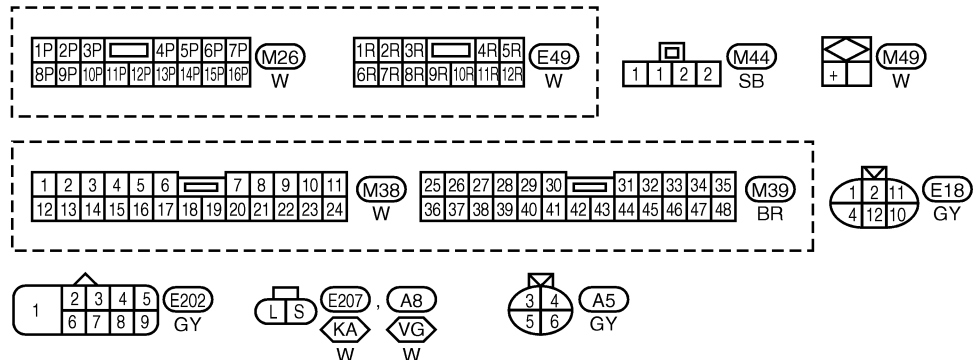 1P 2P 3P 4P 5P 6P 7P M26
8P 9P 10P 11P 12P 13P 14P 15P 16P W
1R 2R 3R 4R 5R E49
6R 7R 8R 9R 10R 11R 12R W
1 1 2 2 M44
SB
M49
+ W
1 2 3 4 5 6 7 8 9 10 11 M38
12 13 14 15 16 17 18 19 20 21 22 23 24 W
25 26 27 28 29 30 31 32 33 34 35 M39
36 37 38 39 40 41 42 43 44 45 46 47 48 BR
1 2 11 E18
4 12 10 GY
1 2 3 4 5 E202
6 7 8 9 GY
L S E207 , A8
KA VG
W W
3 4 A5
5 6 GY